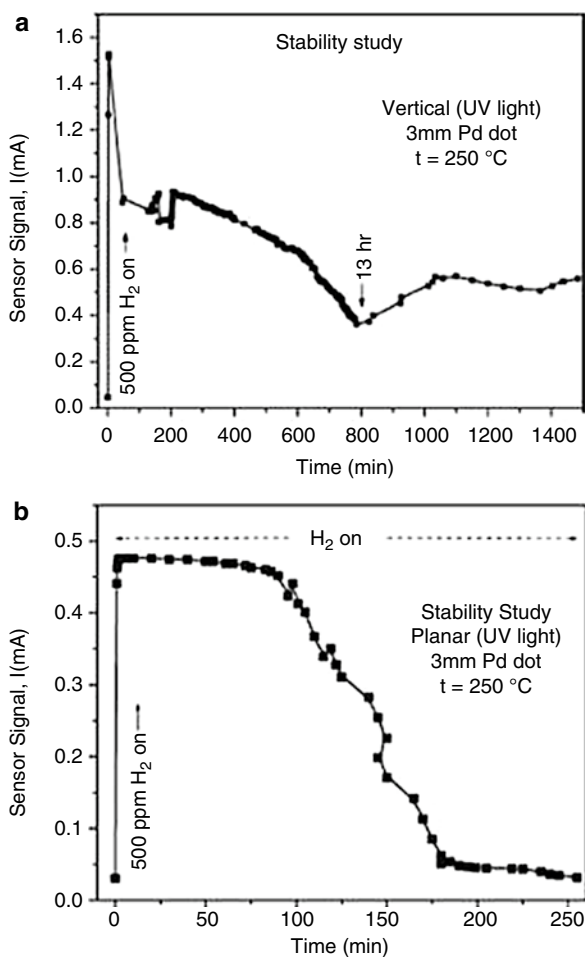 a
1.6
1.4
1.2
1.0
0.8
0.6
0.4
0.2
0.0
Sensor Signal, I(mA)
Stability study
Vertical (UV light)
3mm Pd dot
t = 250 °C
500 ppm H₂ on
13 hr
0 200 400 600 800 1000 1200 1400
Time (min)
b
0.5
0.4
0.3
0.2
0.05
0.0
Sensor Signal, I(mA)
H₂ on
Stability Study
Planar (UV light)
3mm Pd dot
t = 250 °C
500 ppm H₂ on
0 50 100 150 200 250
Time (min)